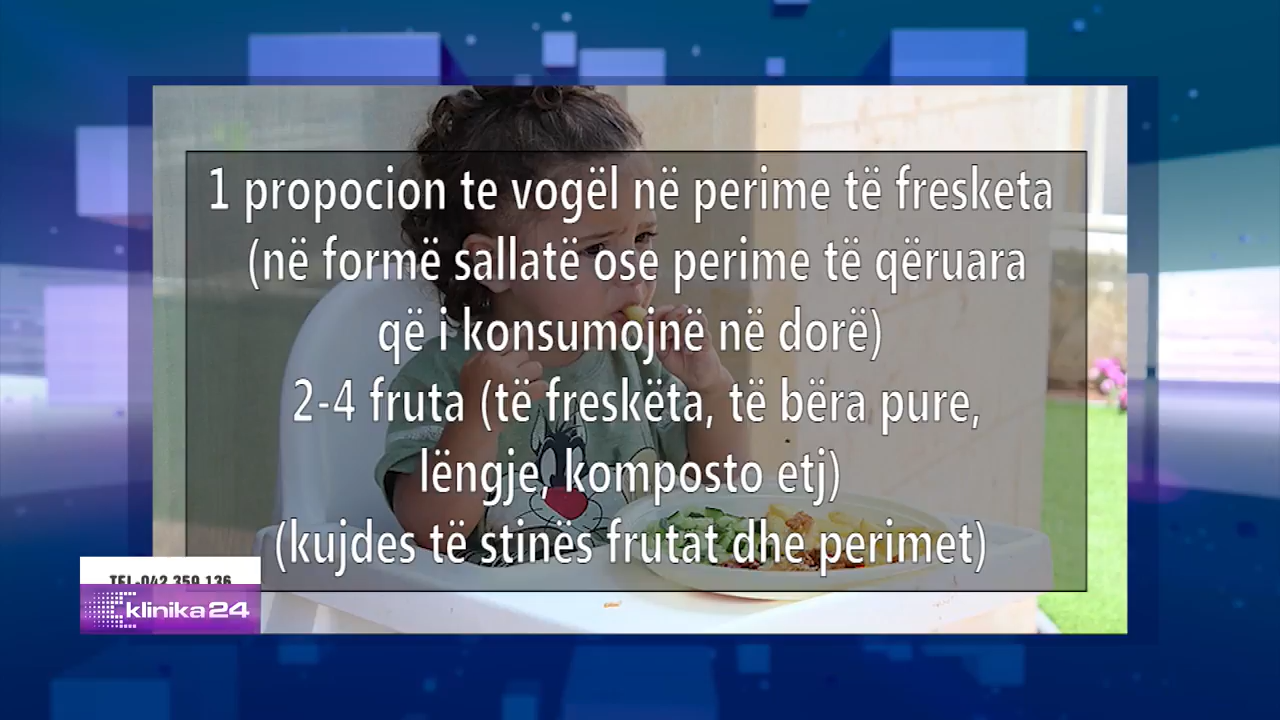 1 propocion te vogël në perime të fresketa
(në formë sallatë ose perime të qëruara
që i konsumojnë në dorë)
2-4 fruta (të freskëta, të bëra pure,
lëngje, komposto etj)
(kujdes të stinës frutat dhe perimet)
TEL-042 359 136
klinika 24